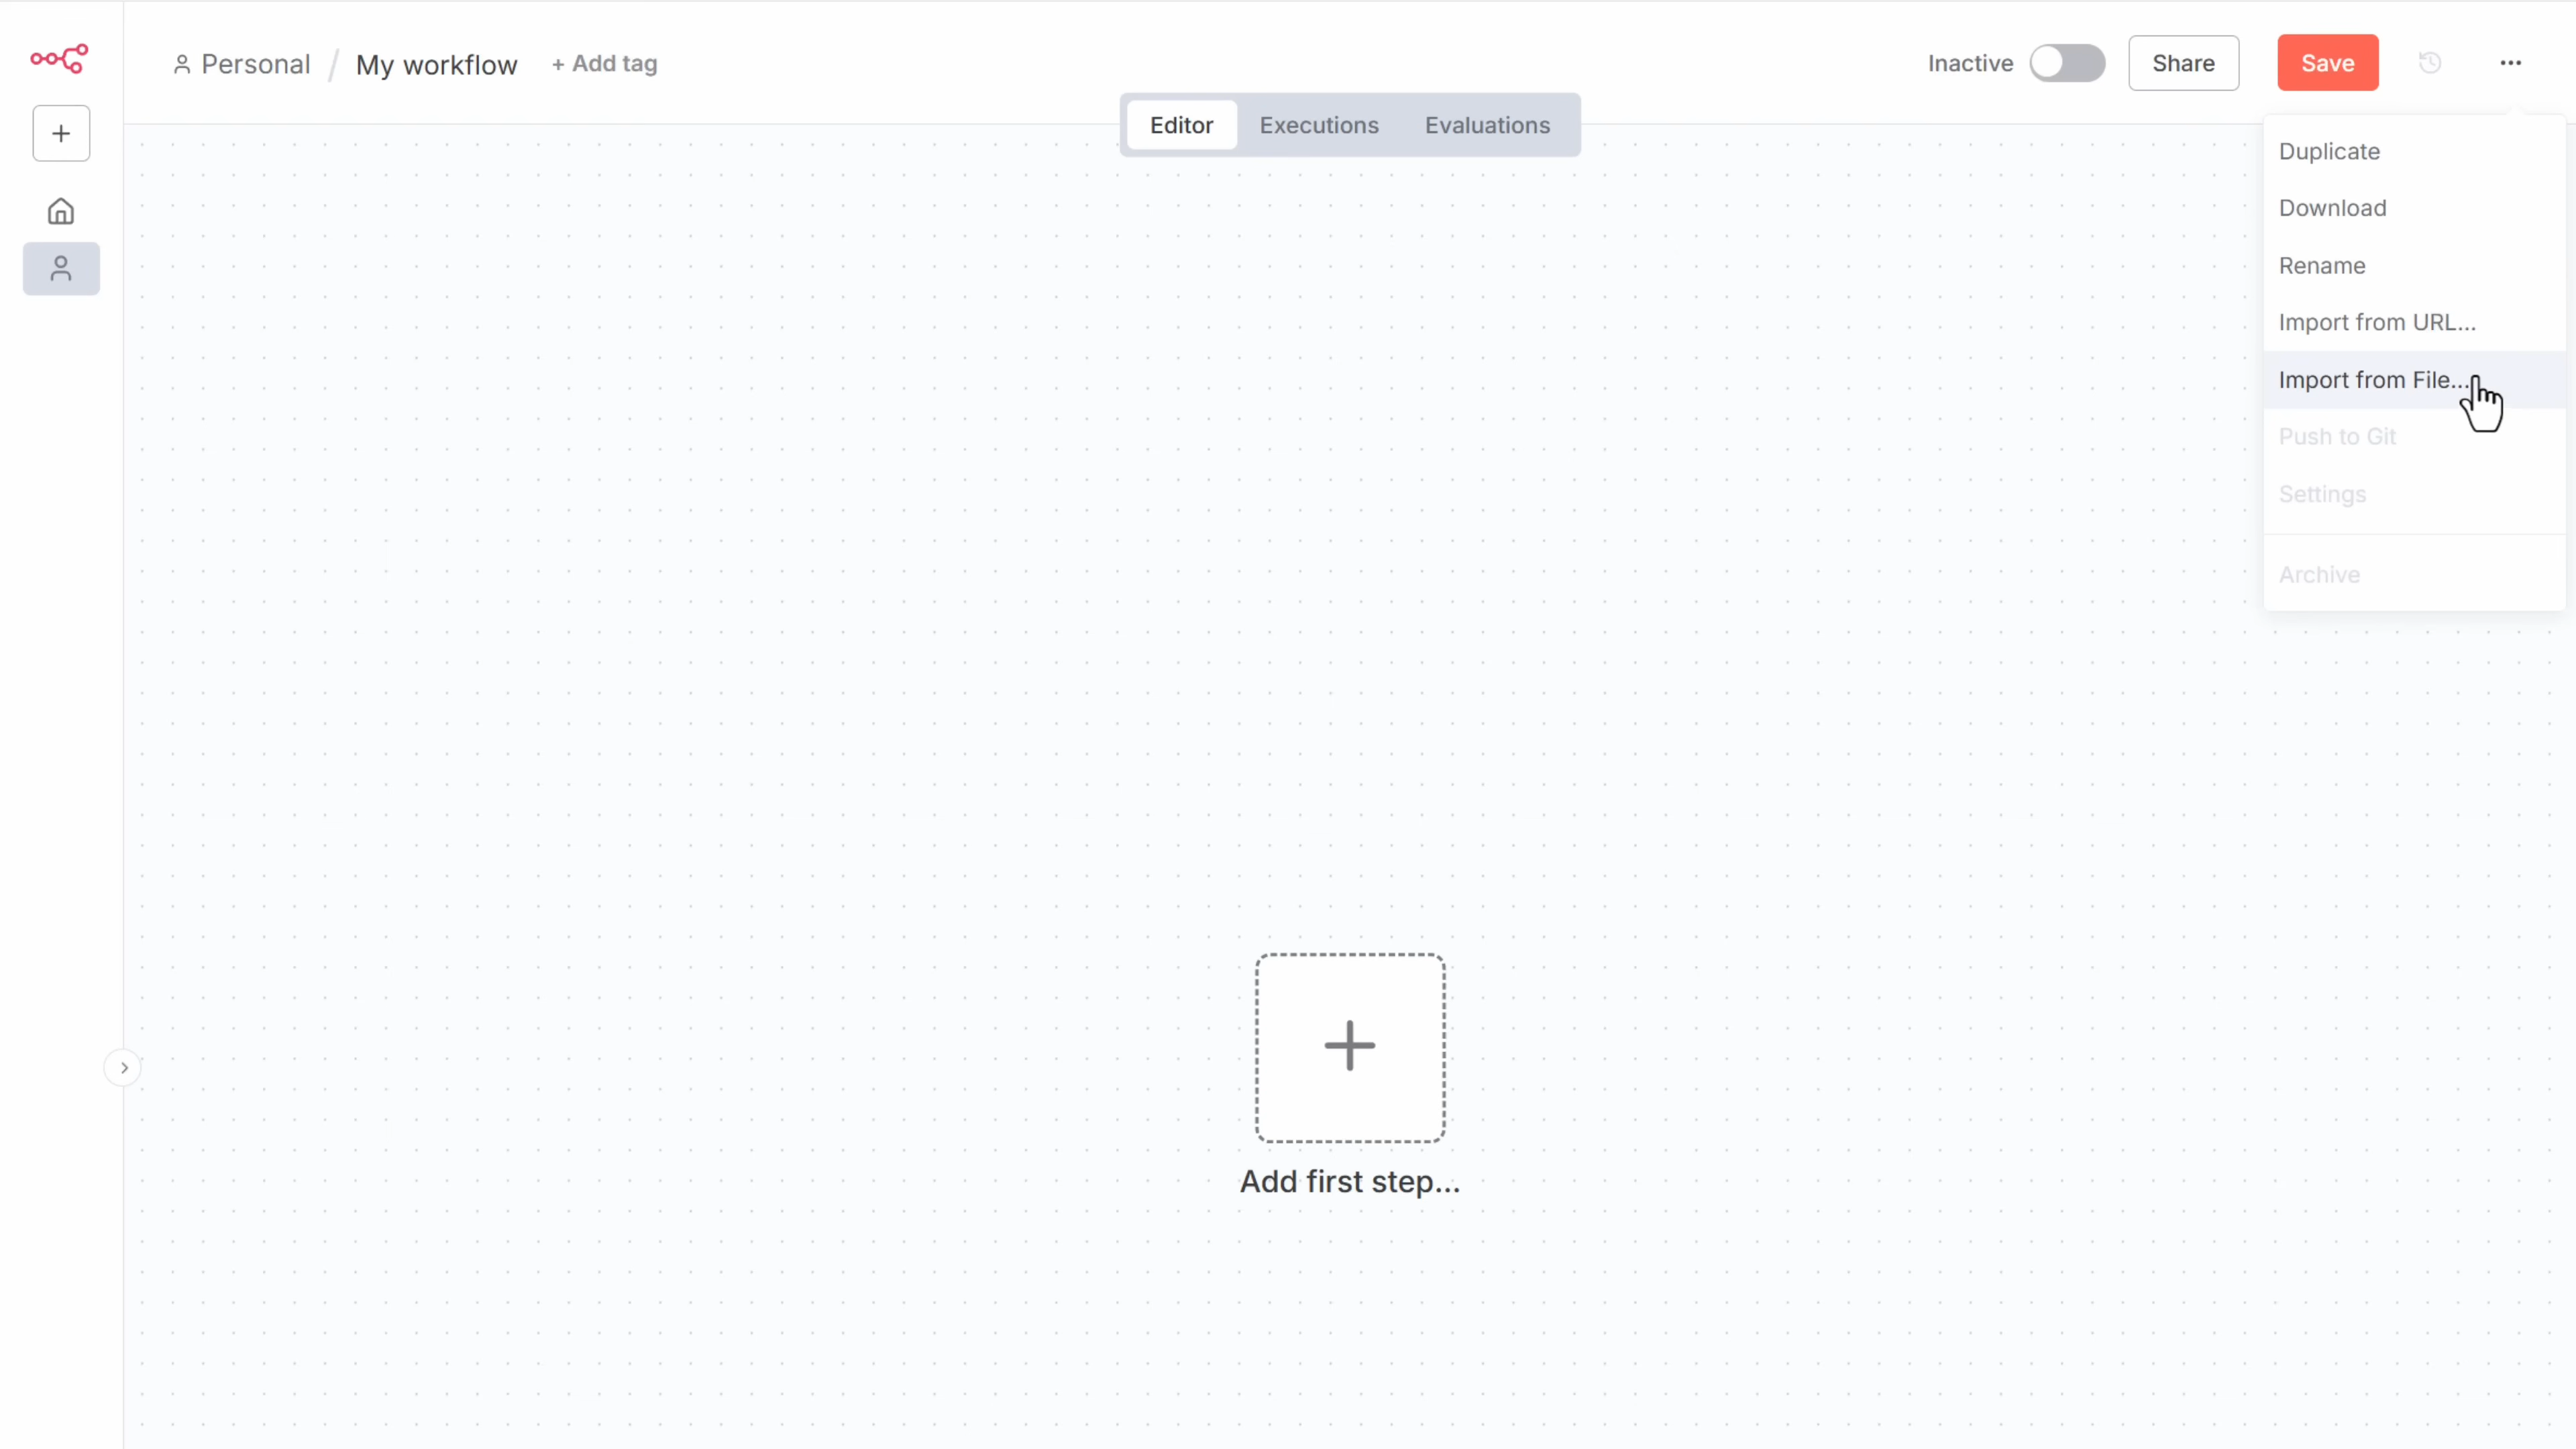 Personal / My workflow + Add tag Inactive Share Save
Editor Executions Evaluations
Duplicate
Download
Rename
Import from URL...
Import from File...
Push to Git
Settings
Archive
Add first step...